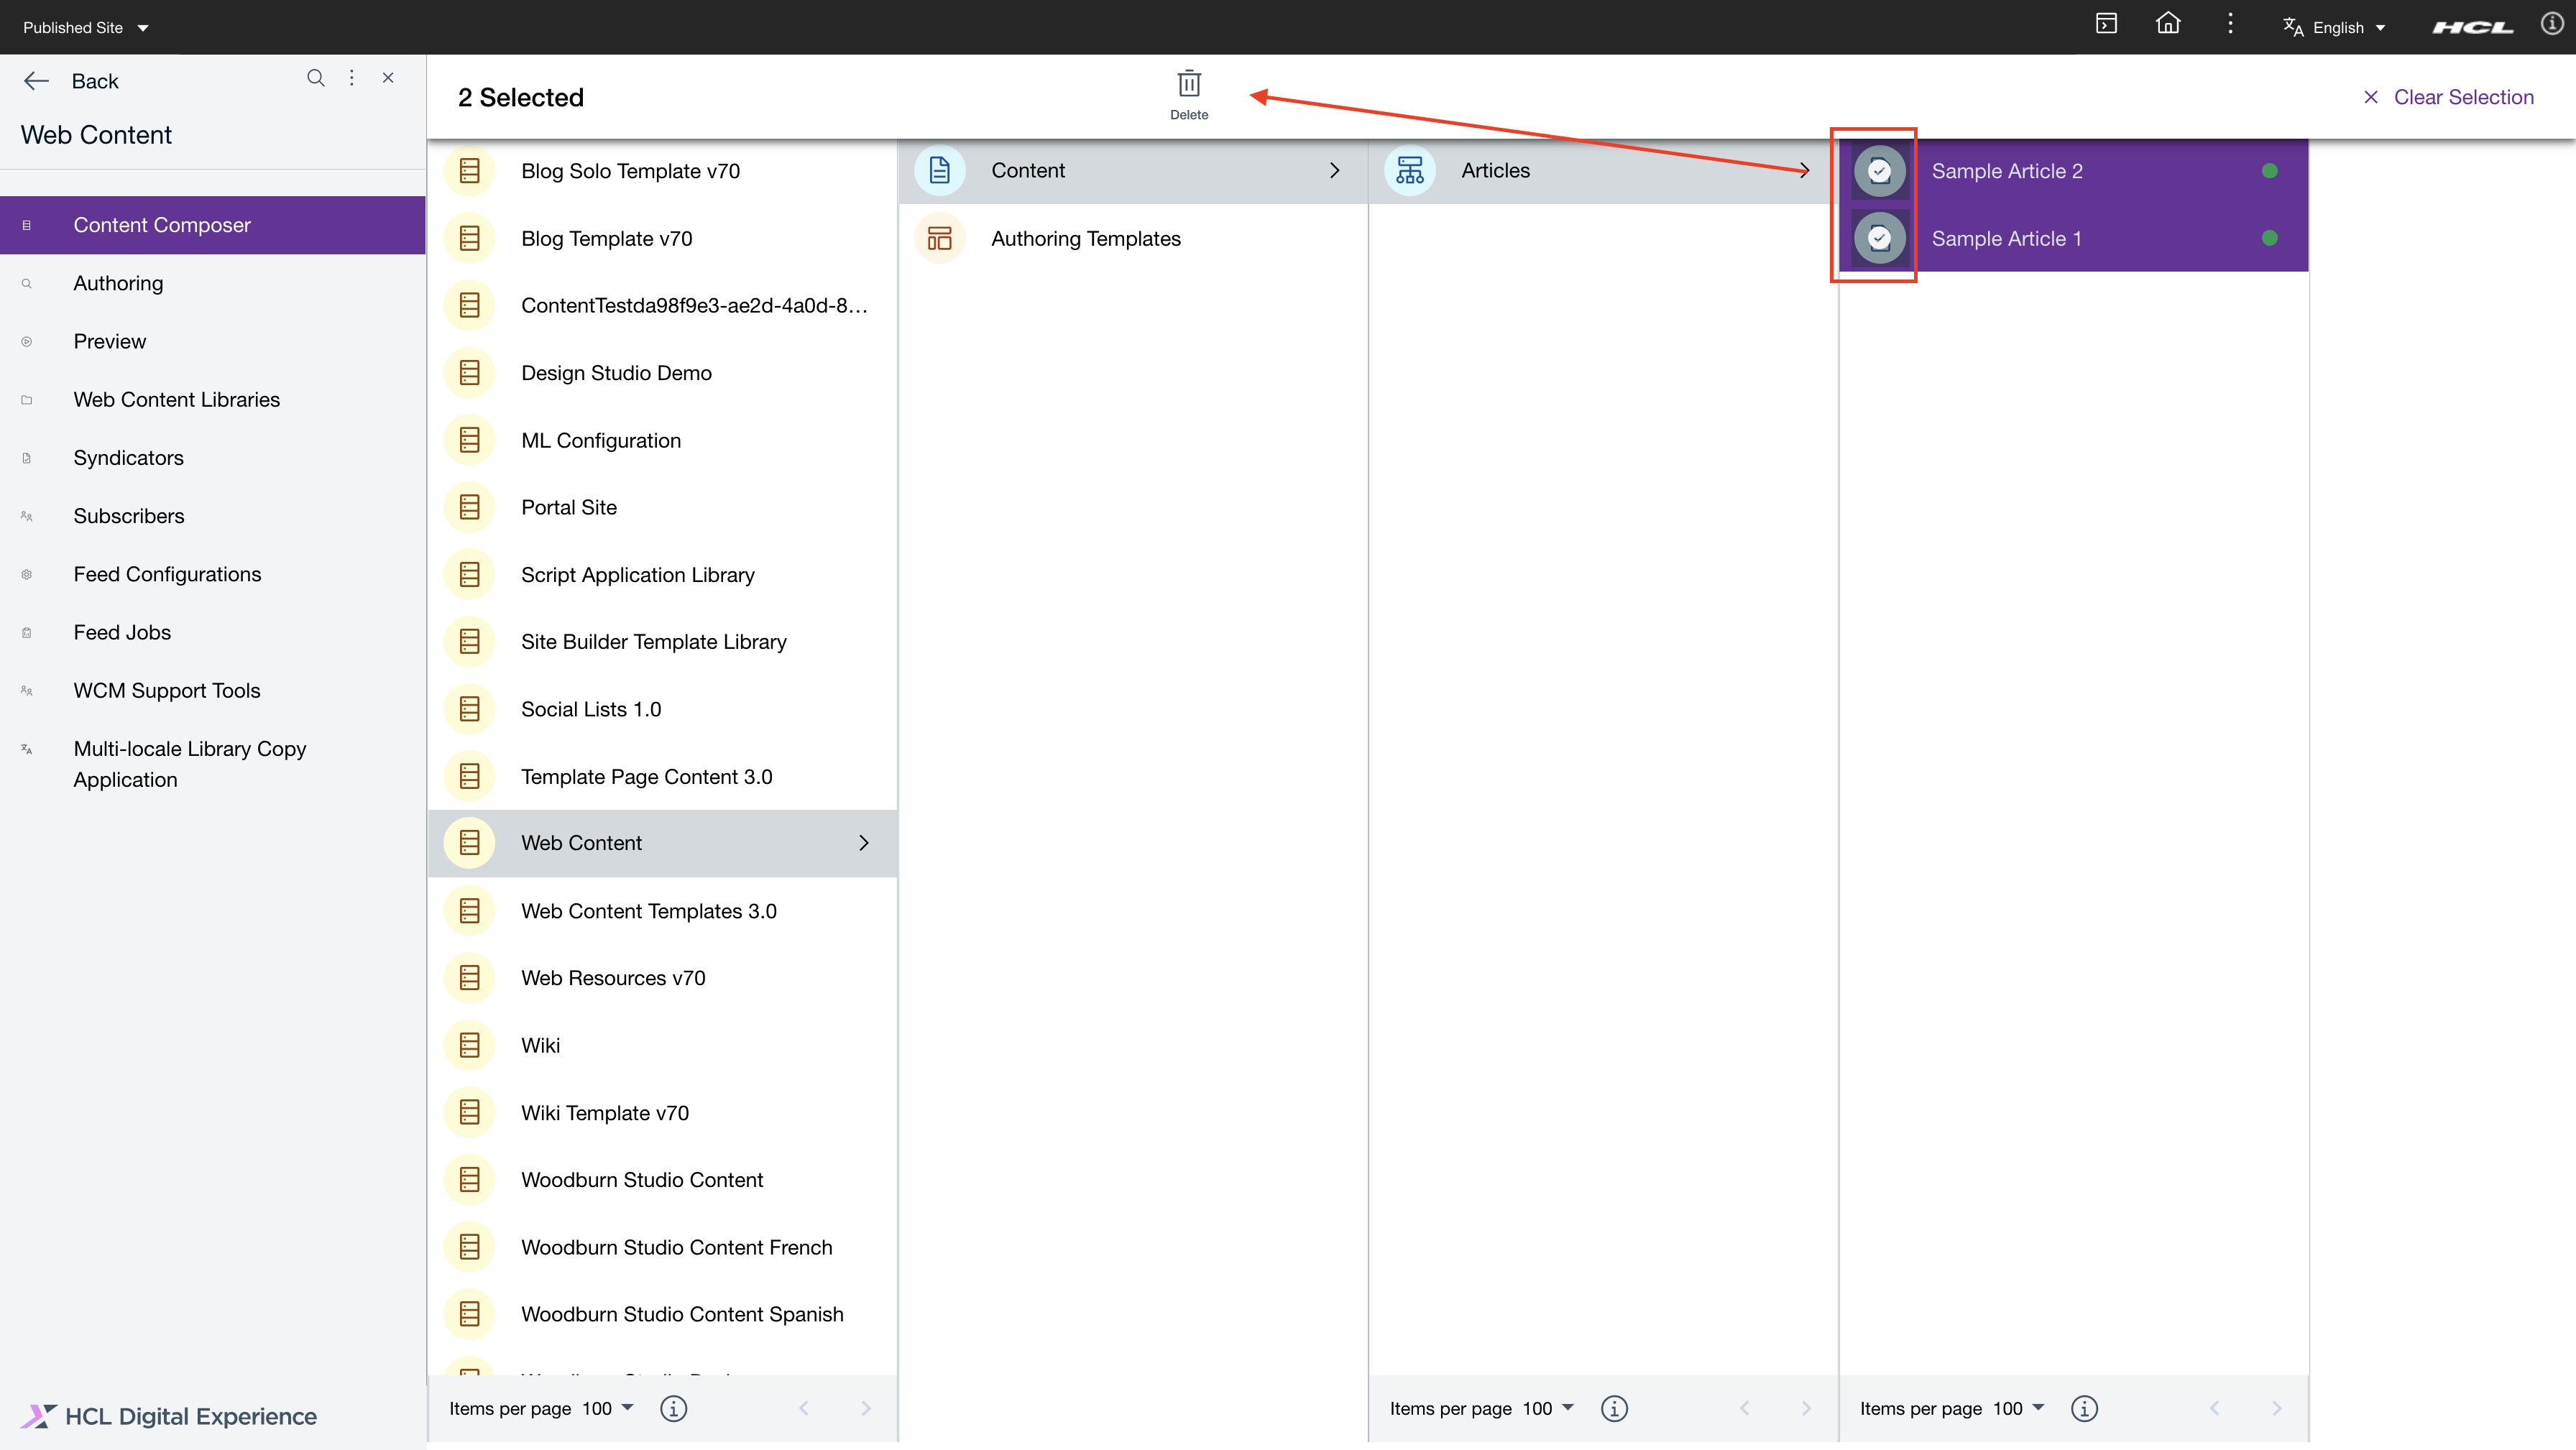 Published Site
English
HCL
Back
Web Content
Content Composer
Authoring
Preview
Web Content Libraries
Syndicators
Subscribers
Feed Configurations
Feed Jobs
WCM Support Tools
Multi-locale Library Copy
Application
HCL Digital Experience
2 Selected
Delete
Clear Selection
Blog Solo Template v70
Blog Template v70
ContentTestda98f9e3-ae2d-4a0d-8...
Design Studio Demo
ML Configuration
Portal Site
Script Application Library
Site Builder Template Library
Social Lists 1.0
Template Page Content 3.0
Web Content
Web Content Templates 3.0
Web Resources v70
Wiki
Wiki Template v70
Woodburn Studio Content
Woodburn Studio Content French
Woodburn Studio Content Spanish
Items per page 100
Content
Authoring Templates
Articles
Items per page 100
Sample Article 2
Sample Article 1
Items per page 100